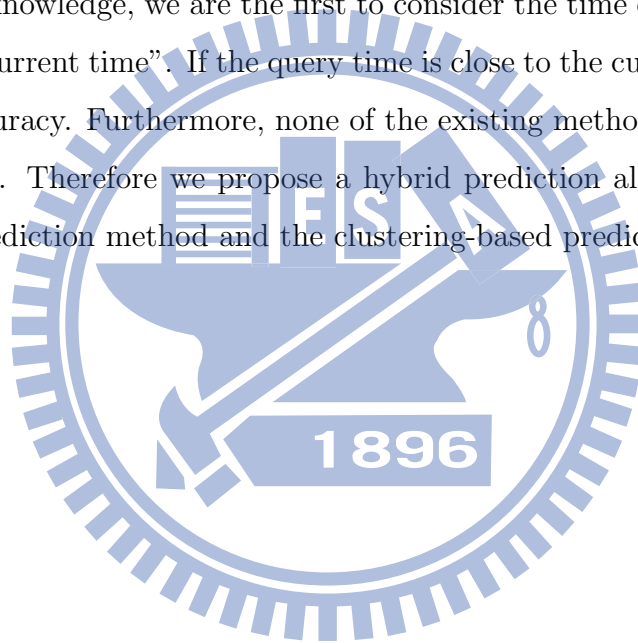 nowledge, we are the first to consider the time
urrent time”. If the query time is close to the cu
uracy. Furthermore, none of the existing metho
. Therefore we propose a hybrid prediction al
ediction method and the clustering-based predic
E S A
1896